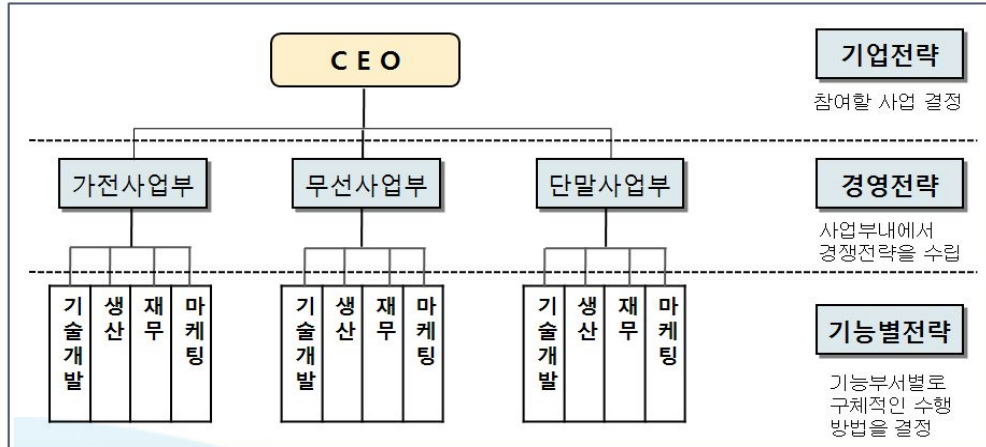 C E O
기업전략
참여할 사업 결정
가전사업부
무선사업부
단말사업부
경영전략
사업부내에서
경쟁전략을 수립
기술개발
생산
재무
마케팅
기술개발
생산
재무
마케팅
기술개발
생산
재무
마케팅
기능별전략
기능부서별로
구체적인 수행
방법을 결정